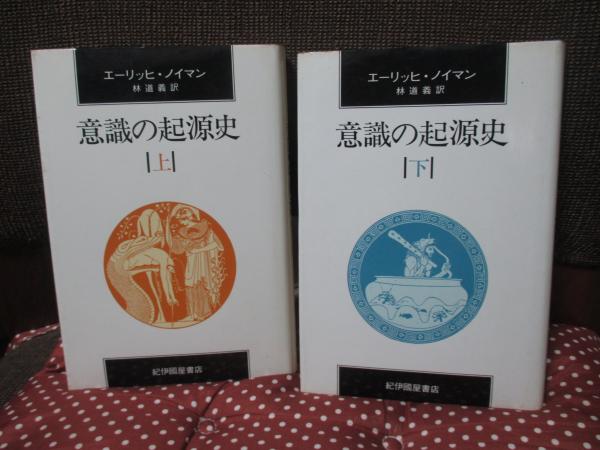 エーリッヒ・ノイマン
林道義訳
意識の起源史
上
紀伊國屋書店
エーリッヒ・ノイマン
林道義訳
意識の起源史
下
紀伊國屋書店